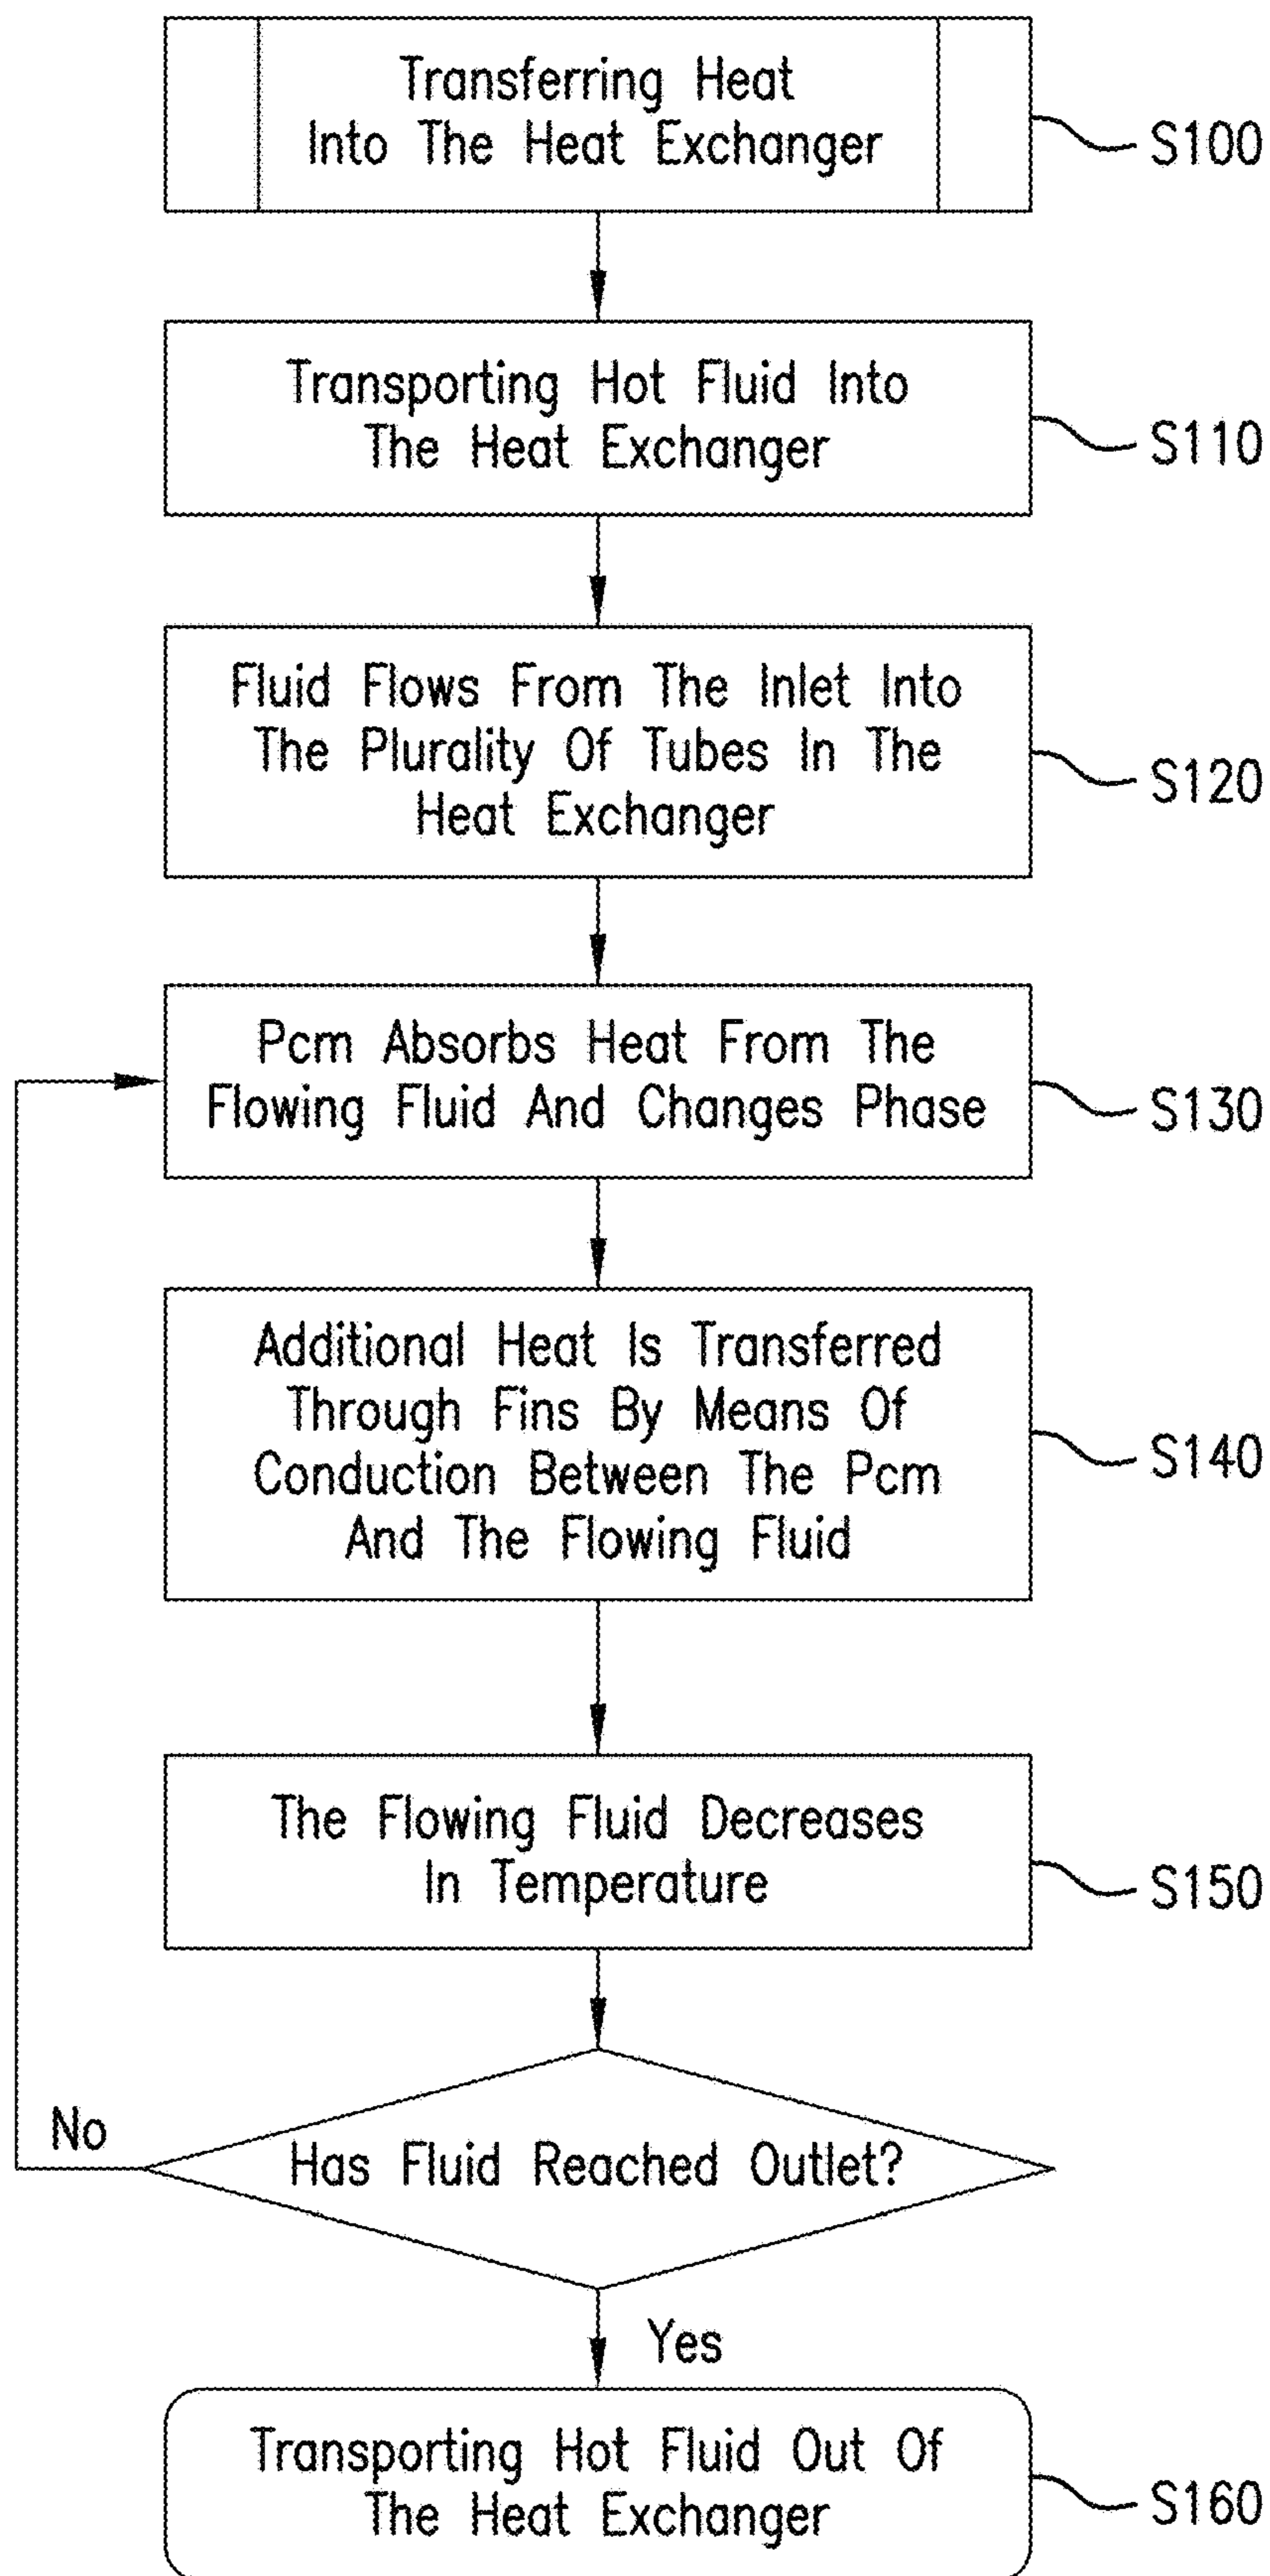 Transferring Heat
Into The Heat Exchanger
S100
Transporting Hot Fluid Into
The Heat Exchanger
S110
Fluid Flows From The Inlet Into
The Plurality Of Tubes In The
Heat Exchanger
S120
Pcm Absorbs Heat From The
Flowing Fluid And Changes Phase
S130
Additional Heat Is Transferred
Through Fins By Means Of
Conduction Between The Pcm
And The Flowing Fluid
S140
The Flowing Fluid Decreases
In Temperature
S150
No
Has Fluid Reached Outlet?
Yes
Transporting Hot Fluid Out Of
The Heat Exchanger
S160